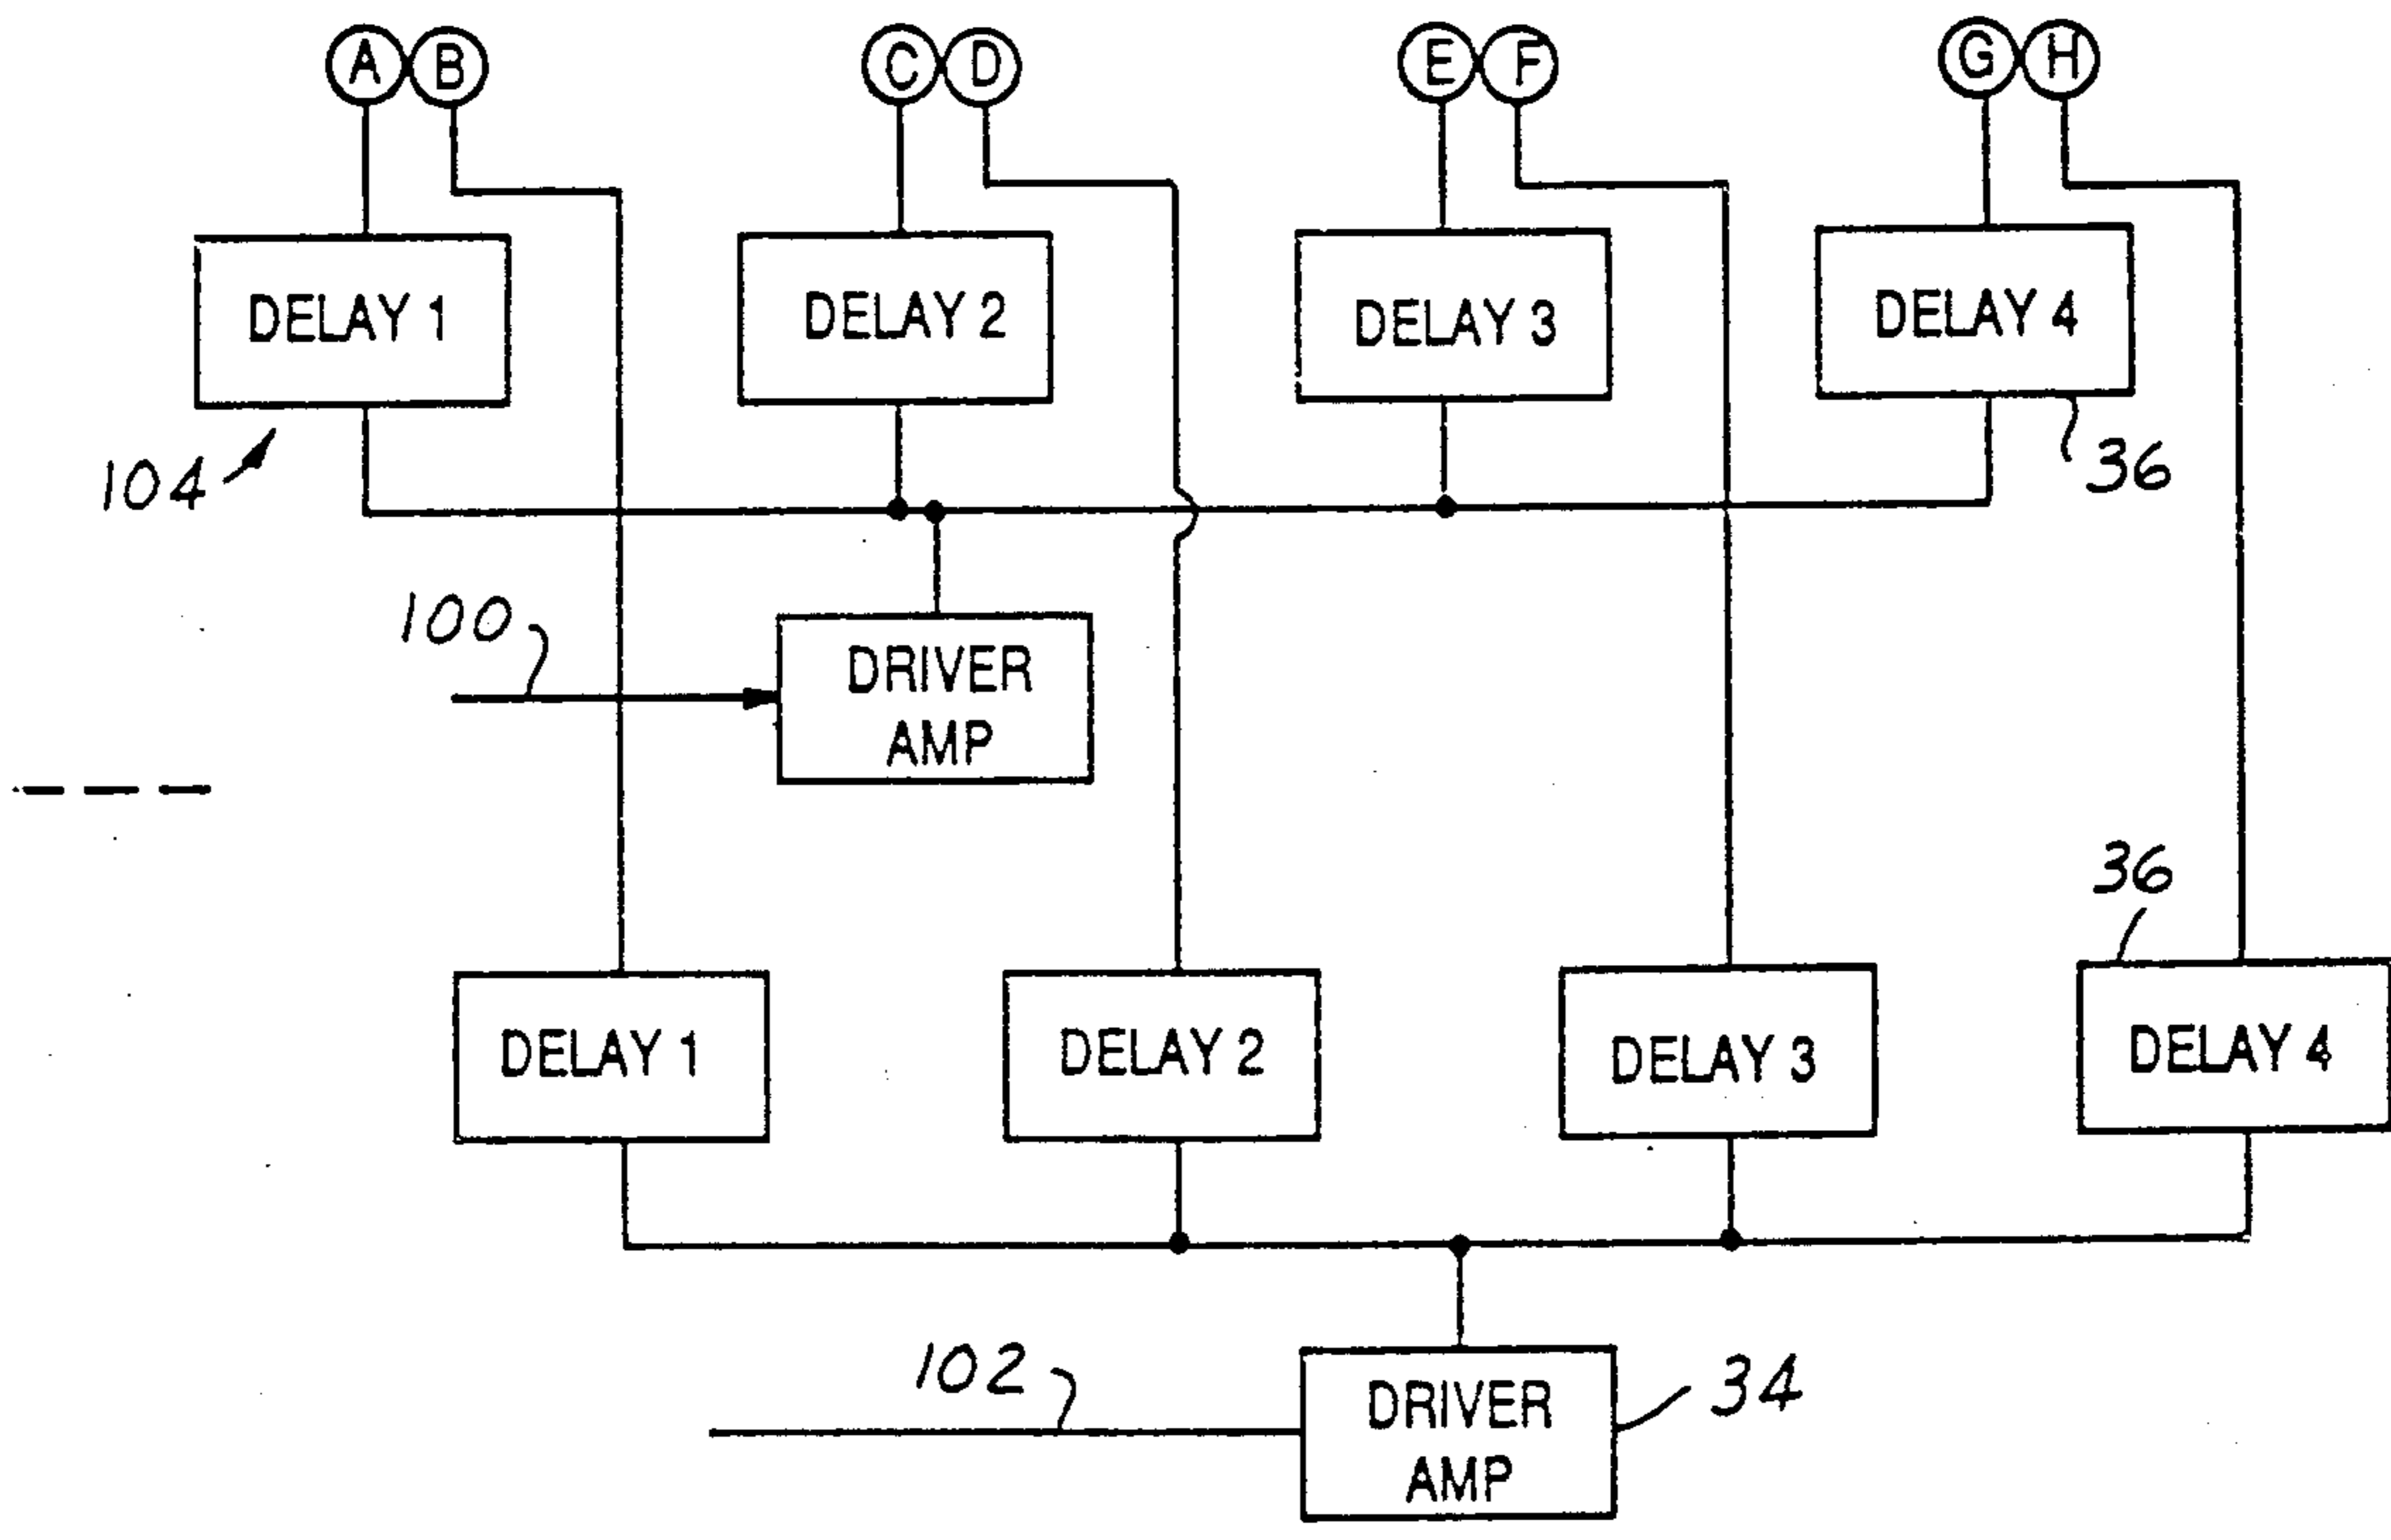 A B C D E F G H
DELAY 1 DELAY 2 DELAY 3 DELAY 4
104 36
100
DRIVER
AMP
36
DELAY 1 DELAY 2 DELAY 3 DELAY 4
102
DRIVER
AMP
34